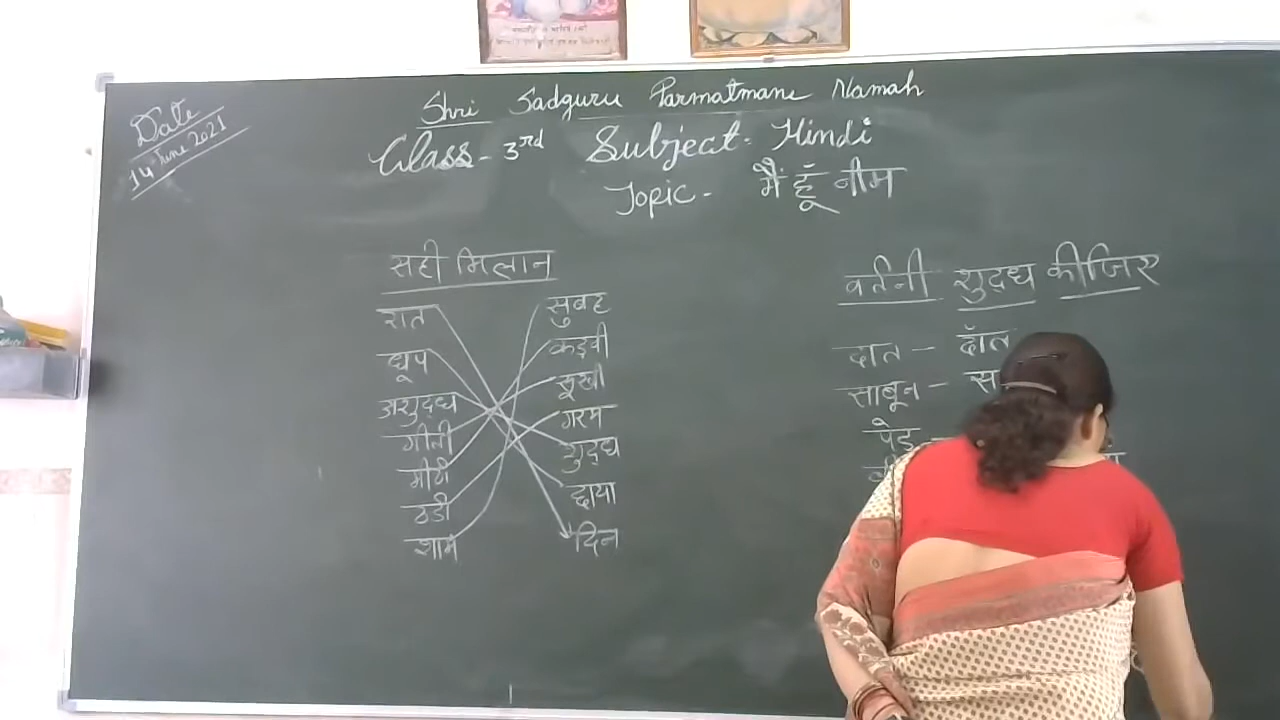 Date
14 June 2021
Shri Sadguru Parmatmane Namah
Class - 3rd Subject - Hindi
Topic - मैं हूँ नीम
सही मिलान
रात सुबह
धूप कड़वी
अशुद्ध सूखी
गीली गरम
मीठी शुद्ध
ठंडी छाया
शाम दिन
वर्तनी शुद्ध कीजिए
दात - दाँत
साबून - स
पेड़ -